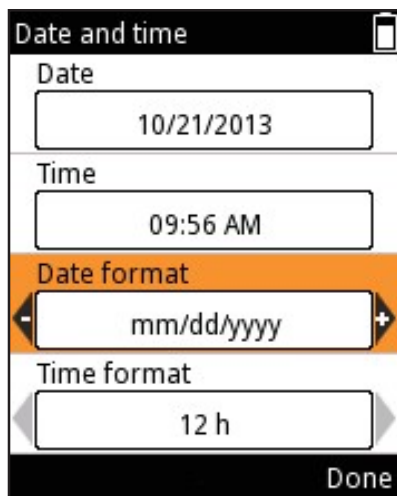 Date and time
Date
10/21/2013
Time
09:56 AM
Date format
- mm/dd/yyyy +
Time format
12 h
Done